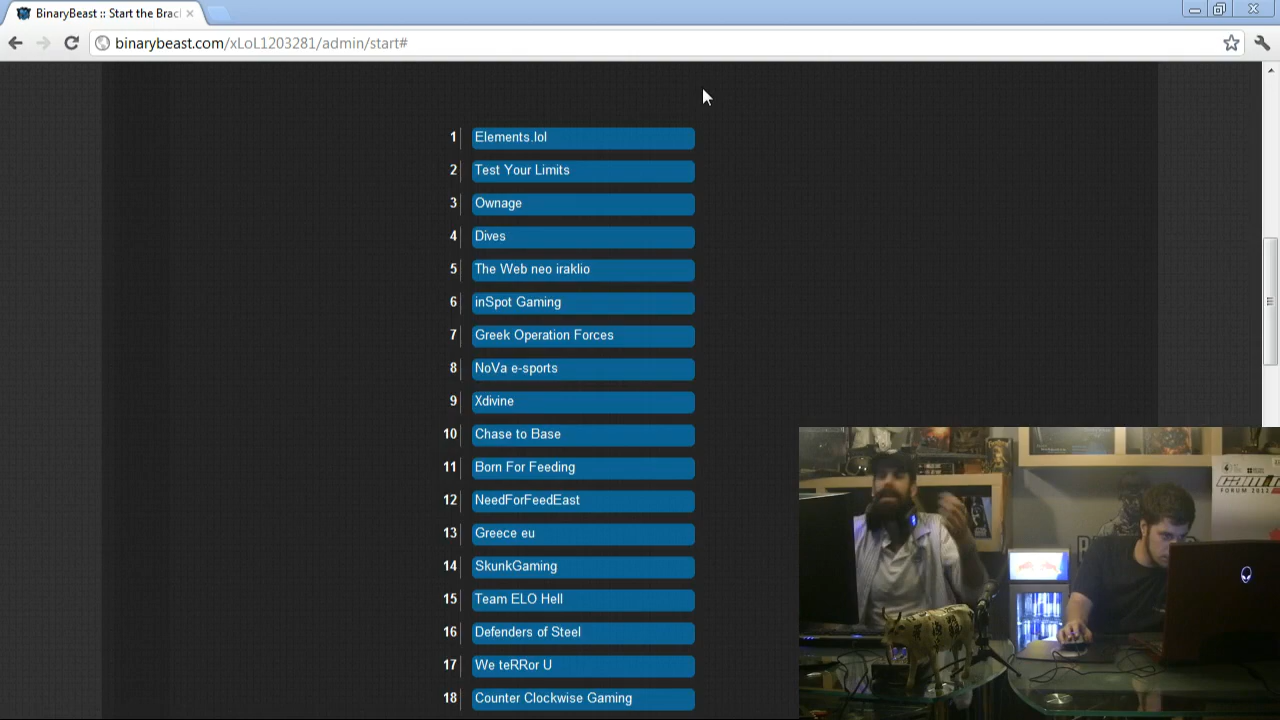 BinaryBeast :: Start the Brac
binarybeast.com/xLoL1203281/admin/start#
1 Elements.lol
2 Test Your Limits
3 Ownage
4 Dives
5 The Web neo iraklio
6 inSpot Gaming
7 Greek Operation Forces
8 NoVa e-sports
9 Xdivine
10 Chase to Base
11 Born For Feeding
12 NeedForFeedEast
13 Greece eu
14 SkunkGaming
15 Team ELO Hell
16 Defenders of Steel
17 We teRRor U
18 Counter Clockwise Gaming
FORUM 2011